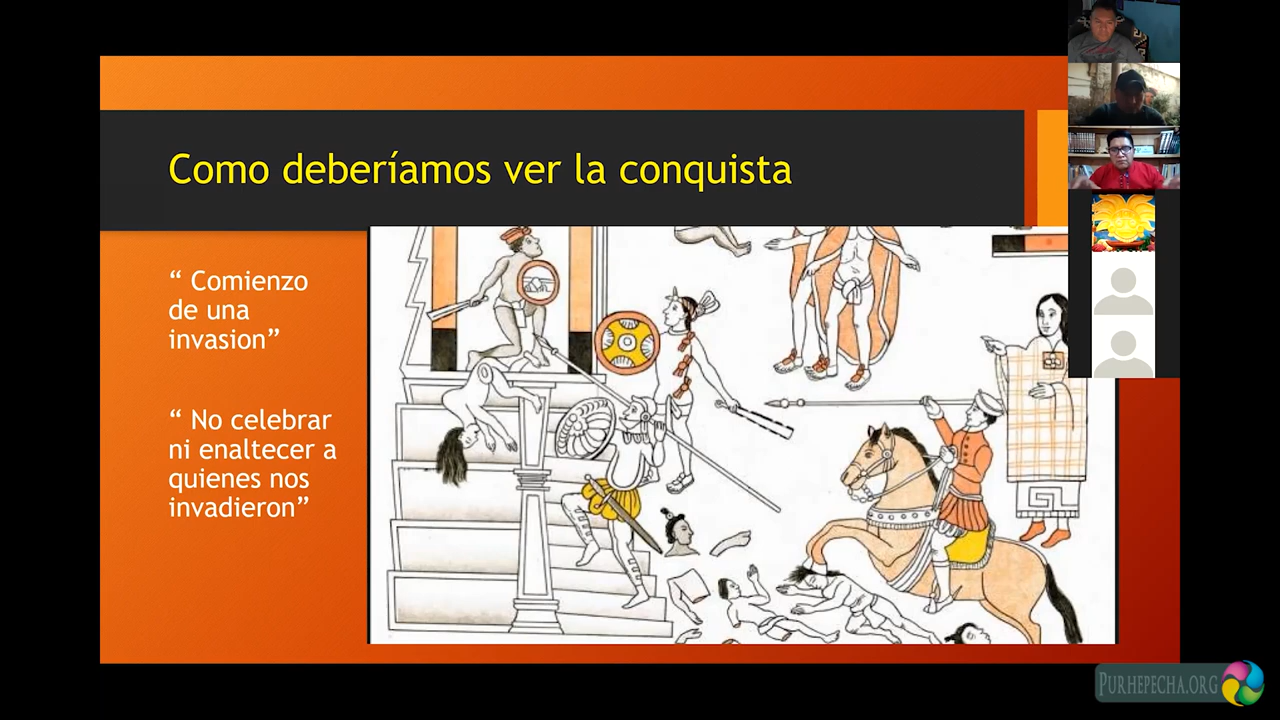 Como deberíamos ver la conquista
“ Comienzo
de una
invasion”
“ No celebrar
ni enaltecer a
quienes nos
invadieron”
PURHEPECHA.ORG